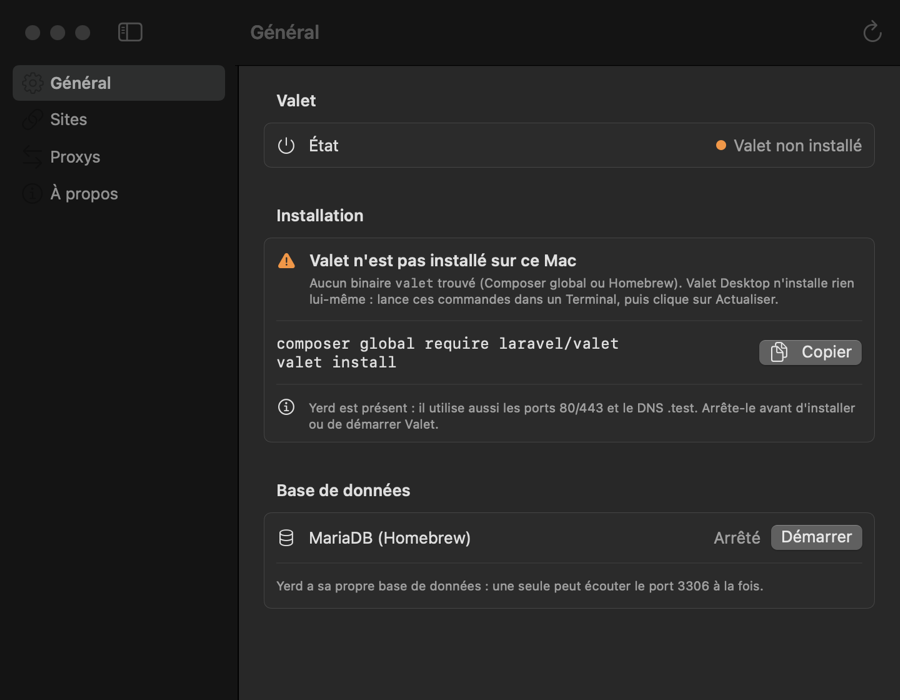 Général
Général
Sites
Proxys
À propos
Valet
État
Valet non installé
Installation
Valet n'est pas installé sur ce Mac
Aucun binaire valet trouvé (Composer global ou Homebrew). Valet Desktop n'installe rien
lui-même : lance ces commandes dans un Terminal, puis clique sur Actualiser.
composer global require laravel/valet
valet install
Copier
Yerd est présent : il utilise aussi les ports 80/443 et le DNS .test. Arrête-le avant d'installer
ou de démarrer Valet.
Base de données
MariaDB (Homebrew)
Arrêté
Démarrer
Yerd a sa propre base de données : une seule peut écouter le port 3306 à la fois.